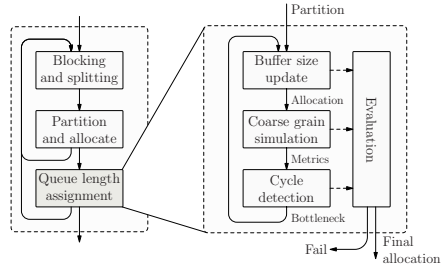 Blocking
and splitting
Partition
and allocate
Queue length
assignment
Partition
Buffer size
update
Allocation
Coarse grain
simulation
Metrics
Cycle
detection
Bottleneck
Evaluation
Fail
Final
allocation